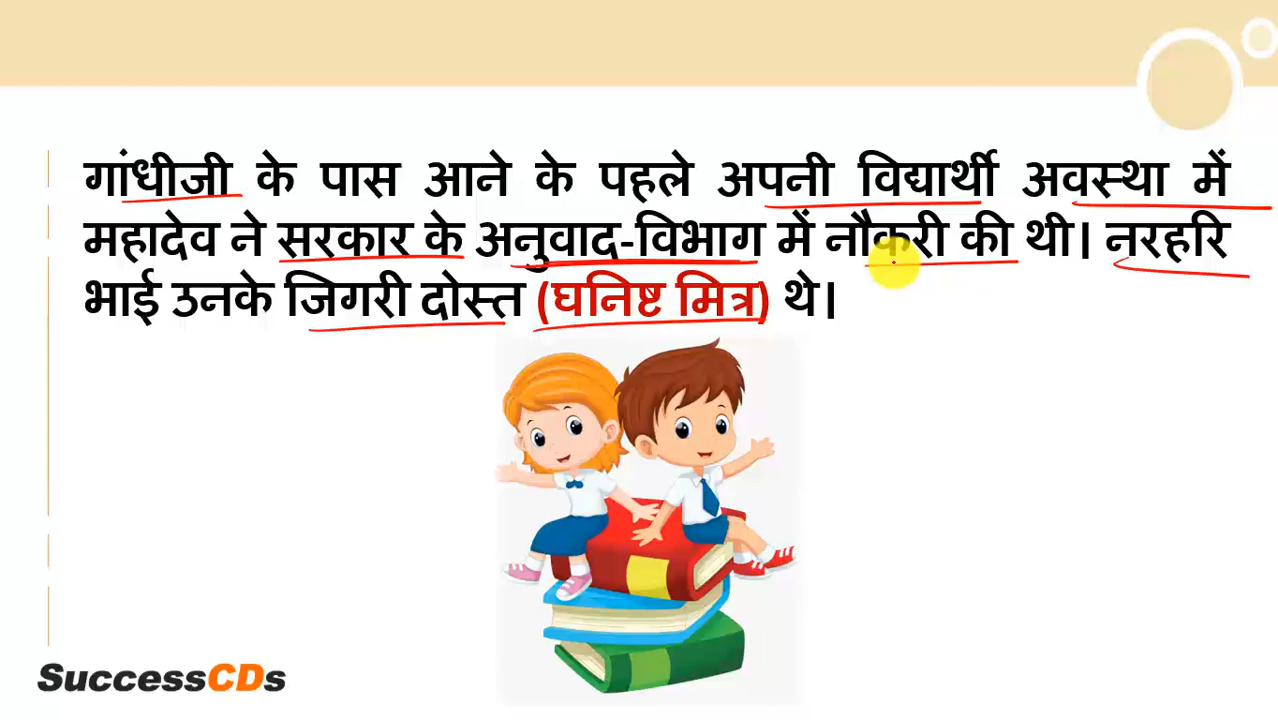 गांधीजी के पास आने के पहले अपनी विद्यार्थी अवस्था में
महादेव ने सरकार के अनुवाद-विभाग में नौकरी की थी। नरहरि
भाई उनके जिगरी दोस्त (घनिष्ट मित्र) थे।
SuccessCDs